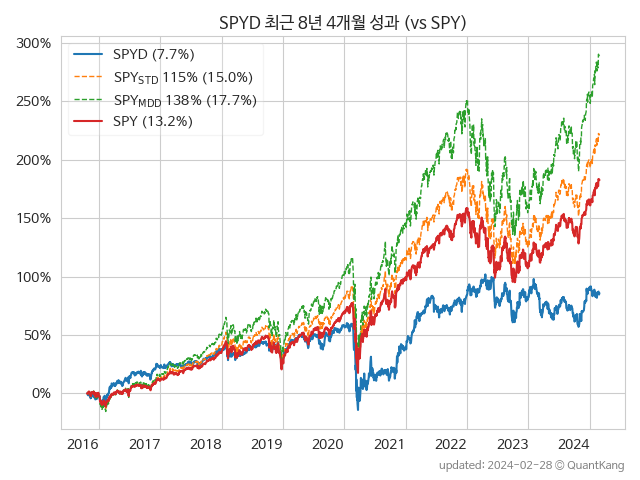 SPYD 최근 8년 4개월 성과 (vs SPY)
300%
250%
200%
150%
100%
50%
0%
SPYD (7.7%)
SPY_STD 115% (15.0%)
SPY_MDD 138% (17.7%)
SPY (13.2%)
2016 2017 2018 2019 2020 2021 2022 2023 2024
updated: 2024-02-28 © QuantKang